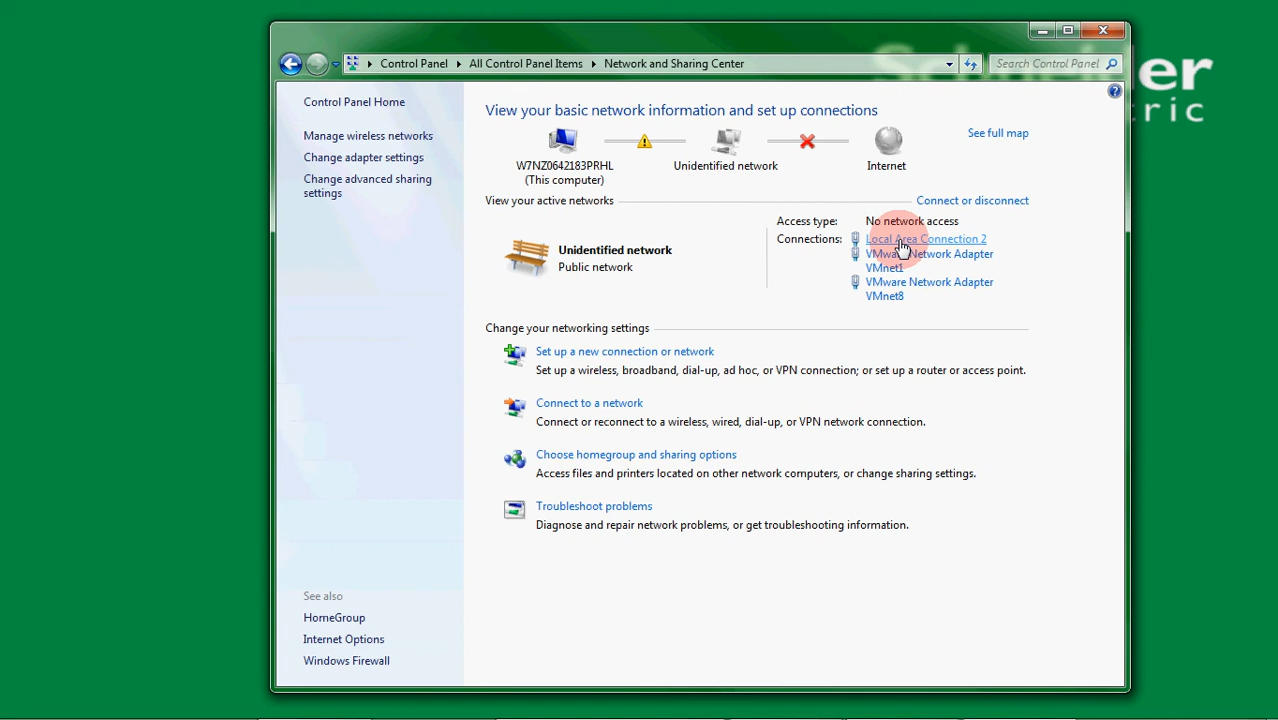 Control Panel
All Control Panel Items
Network and Sharing Center
Search Control Panel
er
tric
Control Panel Home
Manage wireless networks
Change adapter settings
Change advanced sharing
settings
See also
HomeGroup
Internet Options
Windows Firewall
View your basic network information and set up connections
See full map
W7NZ0642183PRHL
(This computer)
Unidentified network
Internet
View your active networks
Connect or disconnect
Unidentified network
Public network
Access type: No network access
Connections: Local Area Connection 2
VMware Network Adapter
VMnet1
VMware Network Adapter
VMnet8
Change your networking settings
Set up a new connection or network
Set up a wireless, broadband, dial-up, ad hoc, or VPN connection; or set up a router or access point.
Connect to a network
Connect or reconnect to a wireless, wired, dial-up, or VPN network connection.
Choose homegroup and sharing options
Access files and printers located on other network computers, or change sharing settings.
Troubleshoot problems
Diagnose and repair network problems, or get troubleshooting information.